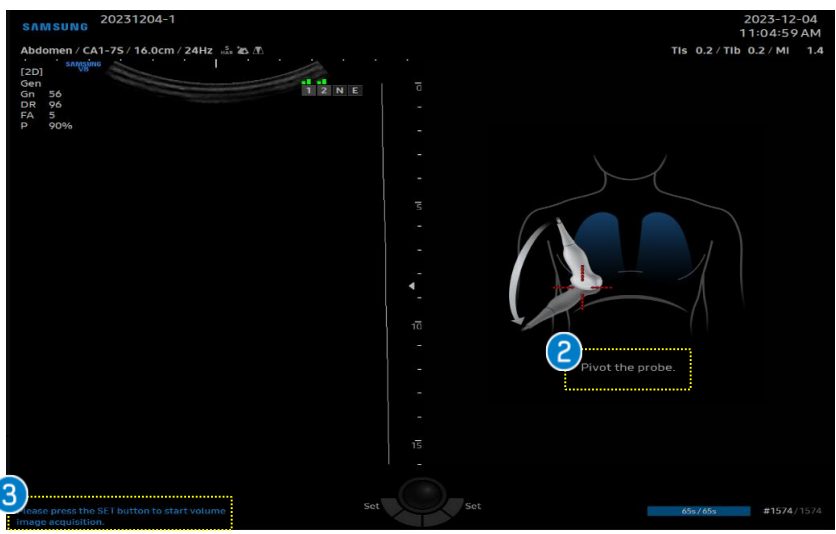 SAMSUNG 20231204-1
2023-12-04
11:04:59 AM
Abdomen / CA1-7S / 16.0cm / 24Hz
TIs 0.2 / TIb 0.2 / MI 1.4
[2D]
SAMSUNG
V8
Gen
Gn 56
DR 96
FA 5
P 90%
1 2 N E
0
5
10
15
2
Pivot the probe.
3
Please press the SET button to start volume
image acquisition.
Set
Set
65s/65s
#1574/1574